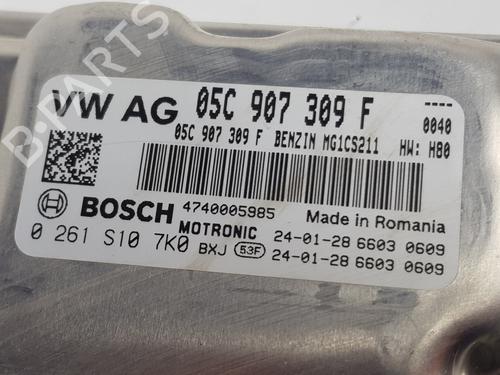 VW AG 05C 907 309 F ----
0040
05C 907 309 F BENZIN MG1CS211 HW: H80
BOSCH 4740005985 Made in Romania
MOTRONIC 24-01-28 6603 0609
0 261 S10 7K0 BXJ 53F 24-01-28 6603 0609
B-PARTS